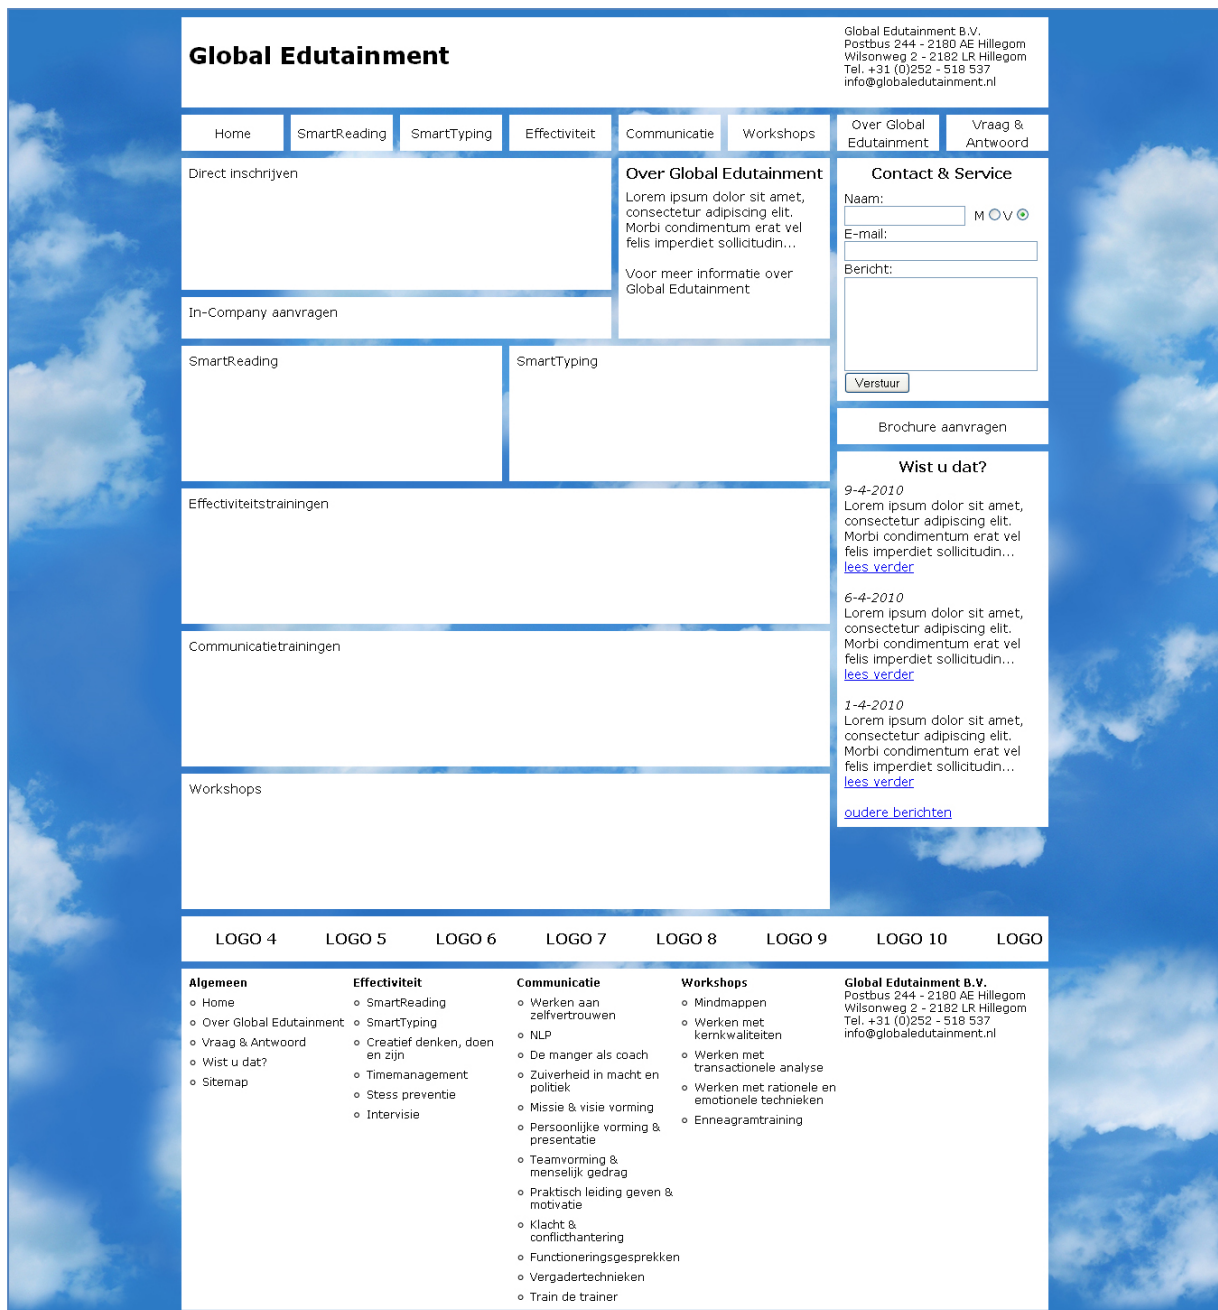 Global Edutainment
Global Edutainment B.V.
Postbus 244 - 2180 AE Hillegom
Wilsonweg 2 - 2182 LR Hillegom
Tel. +31 (0)252 - 518 537
info@globaledutainment.nl
Home
SmartReading
SmartTyping
Effectiviteit
Communicatie
Workshops
Over Global
Edutainment
Vraag &
Antwoord
Direct inschrijven
In-Company aanvragen
Over Global Edutainment
Lorem ipsum dolor sit amet,
consectetur adipiscing elit.
Morbi condimentum erat vel
felis imperdiet sollicitudin...
Voor meer informatie over
Global Edutainment
Contact & Service
Naam:
M V
E-mail:
Bericht:
Verstuur
SmartReading
SmartTyping
Brochure aanvragen
Effectiviteitstrainingen
Communicatietrainingen
Workshops
Wist u dat?
9-4-2010
Lorem ipsum dolor sit amet,
consectetur adipiscing elit.
Morbi condimentum erat vel
felis imperdiet sollicitudin...
lees verder
6-4-2010
Lorem ipsum dolor sit amet,
consectetur adipiscing elit.
Morbi condimentum erat vel
felis imperdiet sollicitudin...
lees verder
1-4-2010
Lorem ipsum dolor sit amet,
consectetur adipiscing elit.
Morbi condimentum erat vel
felis imperdiet sollicitudin...
lees verder
oudere berichten
LOGO 4 LOGO 5 LOGO 6 LOGO 7 LOGO 8 LOGO 9 LOGO 10 LOGO
Algemeen
Home
Over Global Edutainment
Vraag & Antwoord
Wist u dat?
Sitemap
Effectiviteit
SmartReading
SmartTyping
Creatief denken, doen
en zijn
Timemanagement
Stess preventie
Intervisie
Communicatie
Werken aan
zelfvertrouwen
NLP
De manger als coach
Zuiverheid in macht en
politiek
Missie & visie vorming
Persoonlijke vorming &
presentatie
Teamvorming &
menselijk gedrag
Praktisch leiding geven &
motivatie
Klacht &
conflicthantering
Functioneringsgesprekken
Vergadertechnieken
Train de trainer
Workshops
Mindmappen
Werken met
kernkwaliteiten
Werken met
transactionele analyse
Werken met rationele en
emotionele technieken
Enneagramtraining
Global Edutainment B.V.
Postbus 244 - 2180 AE Hillegom
Wilsonweg 2 - 2182 LR Hillegom
Tel. +31 (0)252 - 518 537
info@globaledutainment.nl